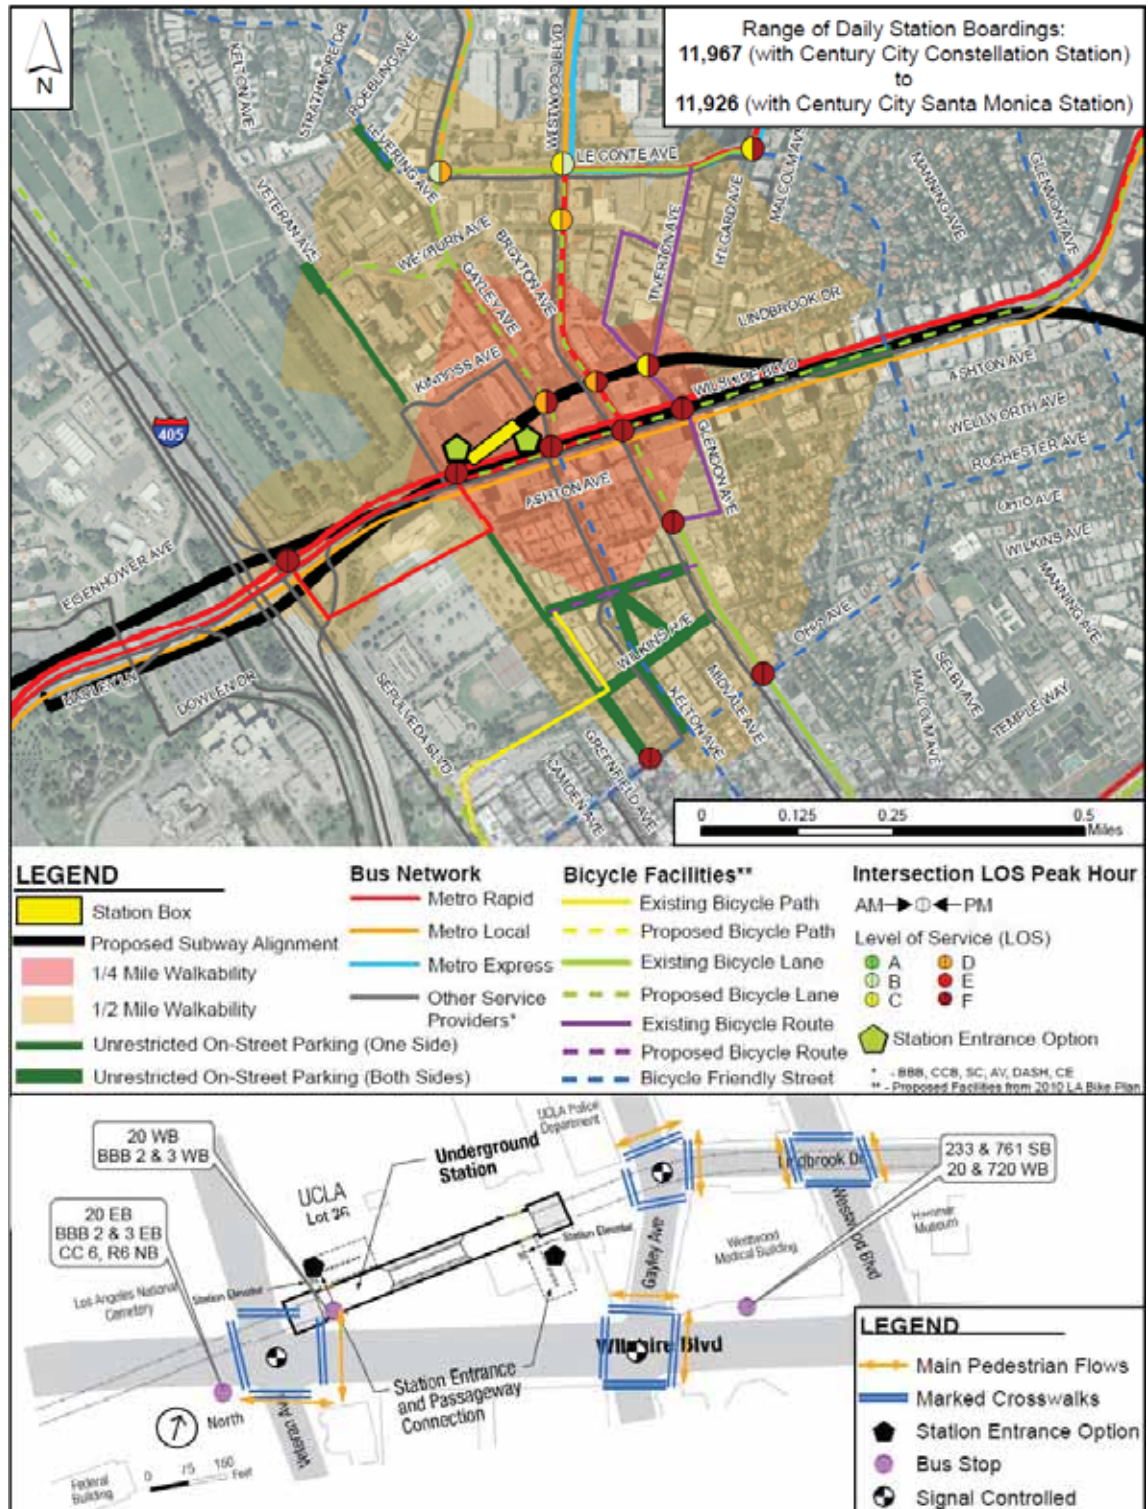 Range of Daily Station Boardings:
11,967 (with Century City Constellation Station)
to
11,926 (with Century City Santa Monica Station)
N
KELTON AVE
STRATHMORE DR
ROEBLING AVE
LEVERING AVE
WESTWOOD BLVD
LE CONTE AVE
MALCOLM AVE
MANNING AVE
GLENMONT AVE
VETERAN AVE
WEYBURN AVE
GAYLEY AVE
BROXTON AVE
TIVERTON AVE
HILGARD AVE
LINDBROOK DR
KINROSS AVE
WILSHIRE BLVD
ASHTON AVE
WELLWORTH AVE
ROCHESTER AVE
405
ASHTON AVE
GLENDON AVE
OHIO AVE
WILKINS AVE
MANNING AVE
EISENHOWER AVE
BAGLEY LN
DOWLEN DR
SEPULVEDA BLVD
WILKINS AVE
OHIO AVE
MIDVALE AVE
KELTON AVE
GREENFIELD AVE
CAMDEN AVE
SELBY AVE
MALCOLM AVE
TEMPLE WAY
0 0.125 0.25 0.5
Miles
LEGEND
Station Box
Proposed Subway Alignment
1/4 Mile Walkability
1/2 Mile Walkability
Unrestricted On-Street Parking (One Side)
Unrestricted On-Street Parking (Both Sides)
Bus Network
Metro Rapid
Metro Local
Metro Express
Other Service
Providers*
Bicycle Facilities**
Existing Bicycle Path
Proposed Bicycle Path
Existing Bicycle Lane
Proposed Bicycle Lane
Existing Bicycle Route
Proposed Bicycle Route
Bicycle Friendly Street
Intersection LOS Peak Hour
AM PM
Level of Service (LOS)
A D
B E
C F
Station Entrance Option
* - BBB, CCB, SC, AV, DASH, CE
** - Proposed Facilities from 2010 LA Bike Plan
20 WB
BBB 2 & 3 WB
20 EB
BBB 2 & 3 EB
CC 6, R6 NB
233 & 761 SB
20 & 720 WB
UCLA Police
Department
Underground
Station
UCLA
Lot 36
Station Elevator
Station Elevator
Los Angeles National
Cemetery
Lindbrook Dr
Westwood Blvd
Hammer
Museum
Westwood
Medical Building
Gayley Ave
Wilshire Blvd
Station Entrance
and Passageway
Connection
Veteran Av
North
0 75 150
Feet
Federal
Building
LEGEND
Main Pedestrian Flows
Marked Crosswalks
Station Entrance Option
Bus Stop
Signal Controlled